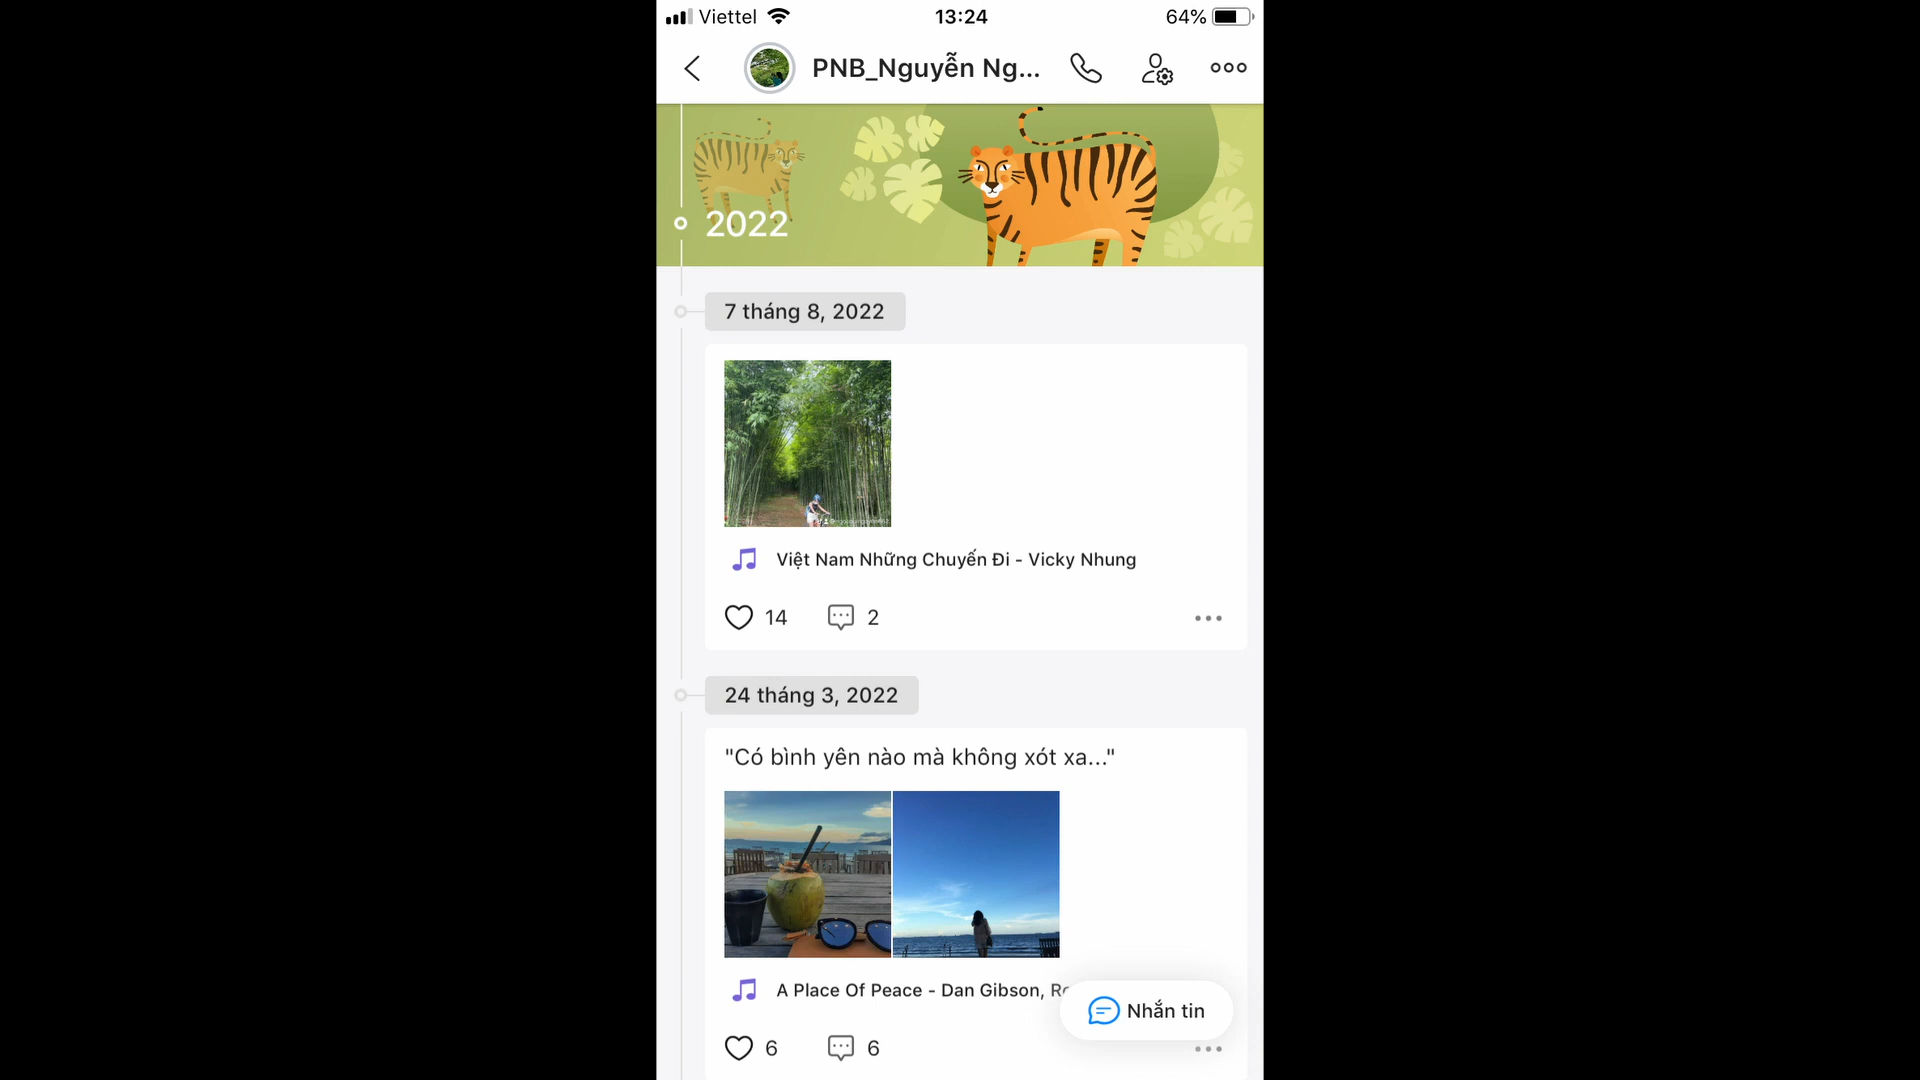 Viettel 13:24 64%
PNB_Nguyễn Ng...
2022
7 tháng 8, 2022
Việt Nam Những Chuyến Đi - Vicky Nhung
14 2
24 tháng 3, 2022
"Có bình yên nào mà không xót xa..."
A Place Of Peace - Dan Gibson,
Nhắn tin
6 6